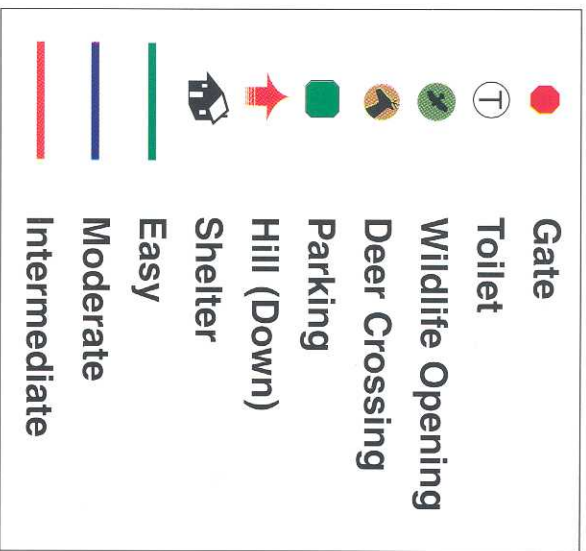 Gate
T Toilet
Wildlife Opening
Deer Crossing
Parking
Hill (Down)
Shelter
Easy
Moderate
Intermediate